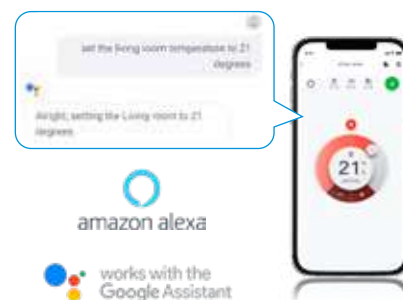 set the living room temperature to 21
degrees
Alright, setting the Living room to 21
degrees
21
amazon alexa
works with the
Google Assistant